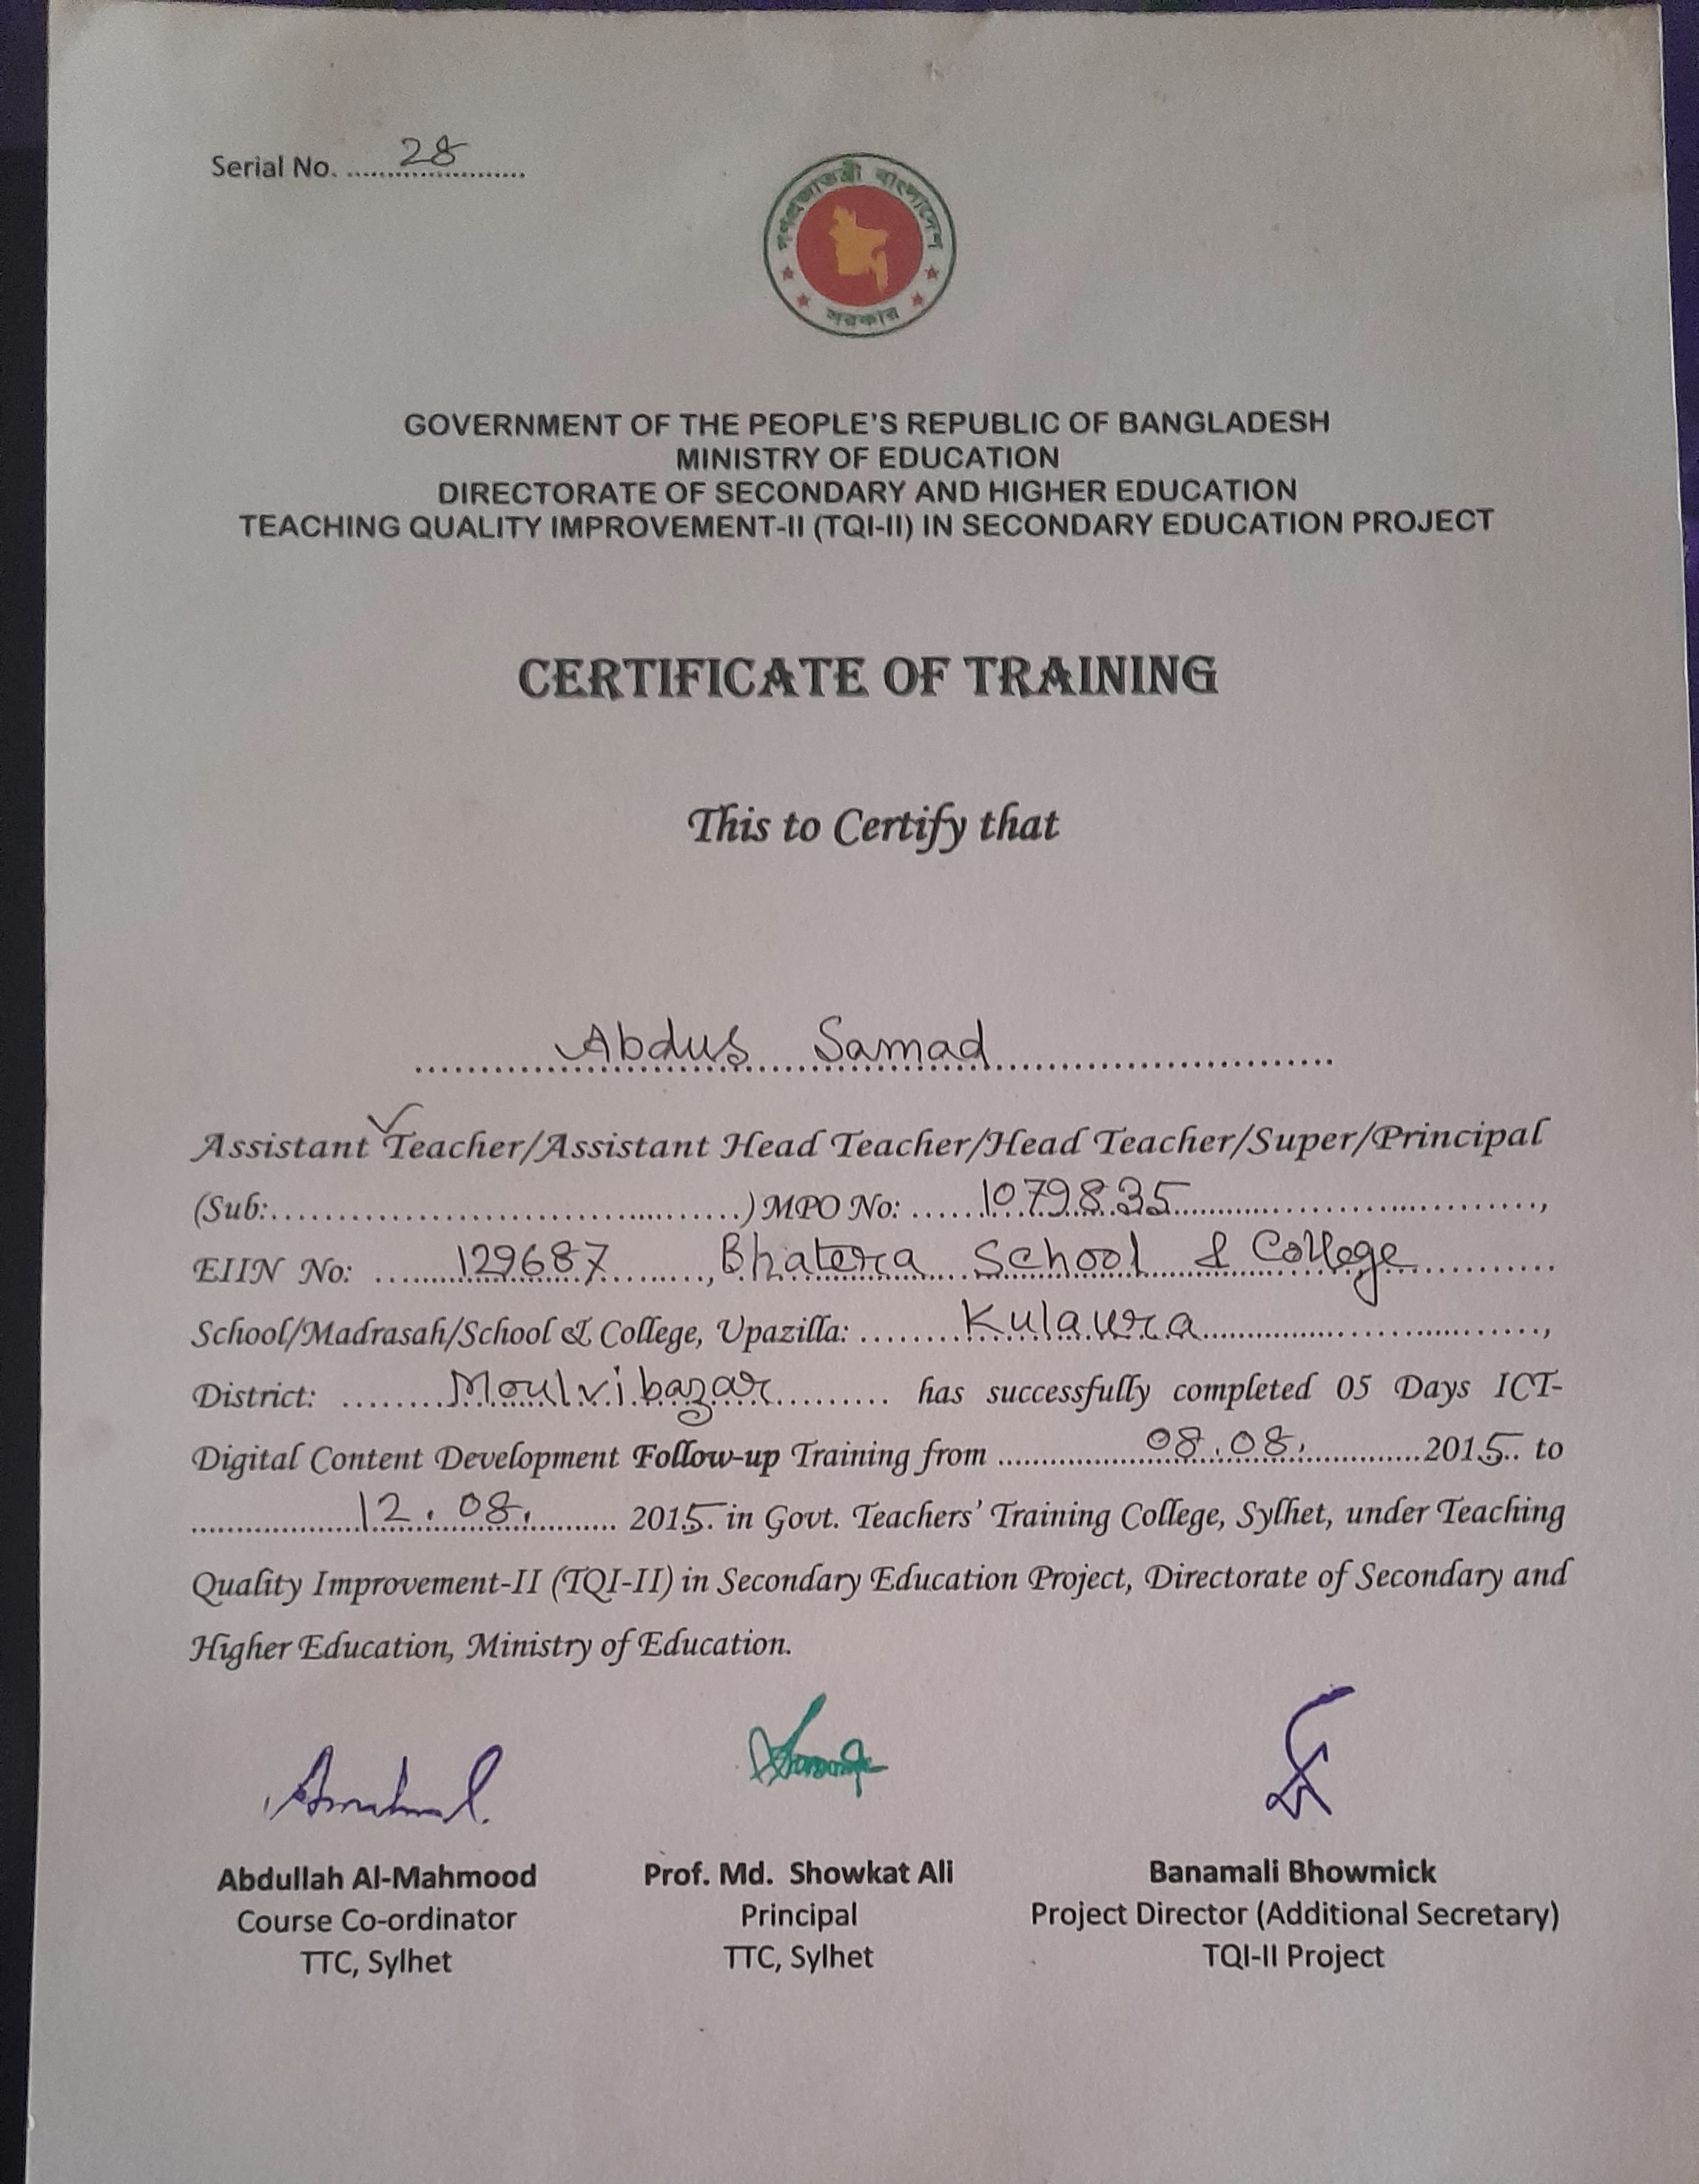 Serial No. 28
গণপ্রজাতন্ত্রী বাংলাদেশ
সরকার
GOVERNMENT OF THE PEOPLE'S REPUBLIC OF BANGLADESH
MINISTRY OF EDUCATION
DIRECTORATE OF SECONDARY AND HIGHER EDUCATION
TEACHING QUALITY IMPROVEMENT-II (TQI-II) IN SECONDARY EDUCATION PROJECT
CERTIFICATE OF TRAINING
This to Certify that
Abdus Samad
Assistant Teacher/Assistant Head Teacher/Head Teacher/Super/Principal
(Sub:..............................) MPO No: 1079835,
EIIN No: 129687, Bhatera School & College
School/Madrasah/School & College, Upazilla: Kulaura,
District: Moulvibazar has successfully completed 05 Days ICT-
Digital Content Development Follow-up Training from 08.08. 2015 to
12.08. 2015 in Govt. Teachers' Training College, Sylhet, under Teaching
Quality Improvement-II (TQI-II) in Secondary Education Project, Directorate of Secondary and
Higher Education, Ministry of Education.
Abdullah Al-Mahmood
Course Co-ordinator
TTC, Sylhet
Prof. Md. Showkat Ali
Principal
TTC, Sylhet
Banamali Bhowmick
Project Director (Additional Secretary)
TQI-II Project